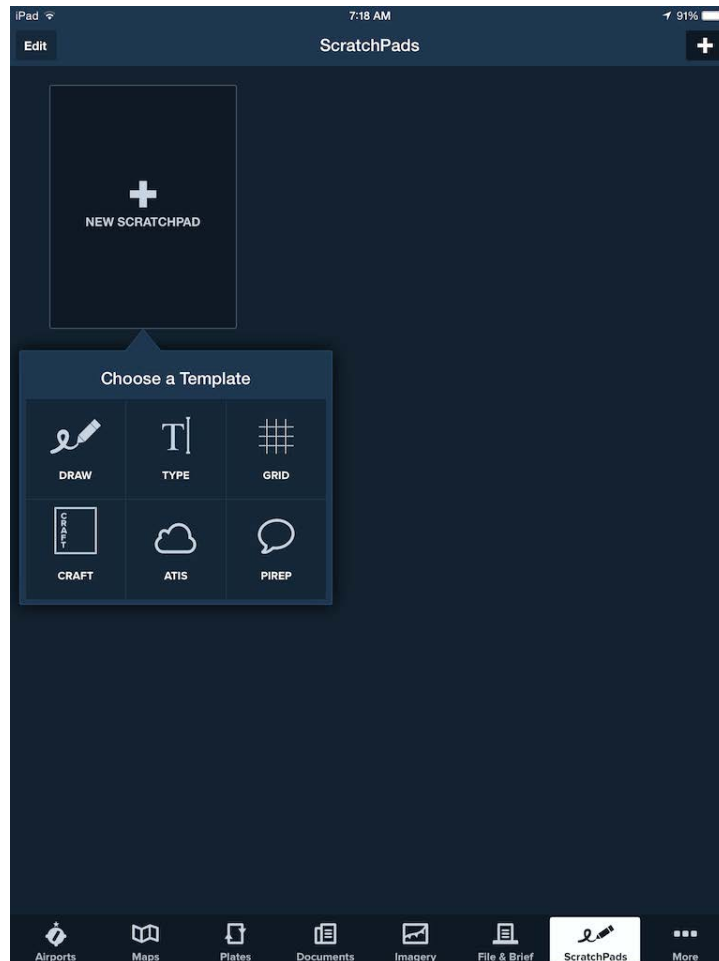 iPad 7:18 AM 91%
Edit ScratchPads
NEW SCRATCHPAD
Choose a Template
T
DRAW TYPE GRID
CRAFT
CRAFT ATIS PIREP
Airports Maps Plates Documents Imagery File & Brief ScratchPads More